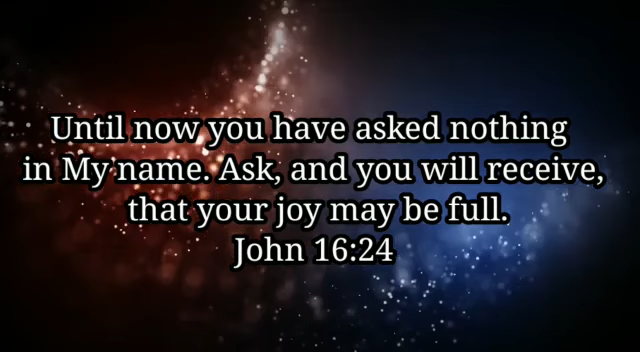 Until now you have asked nothing
in My name. Ask, and you will receive,
that your joy may be full.
John 16:24